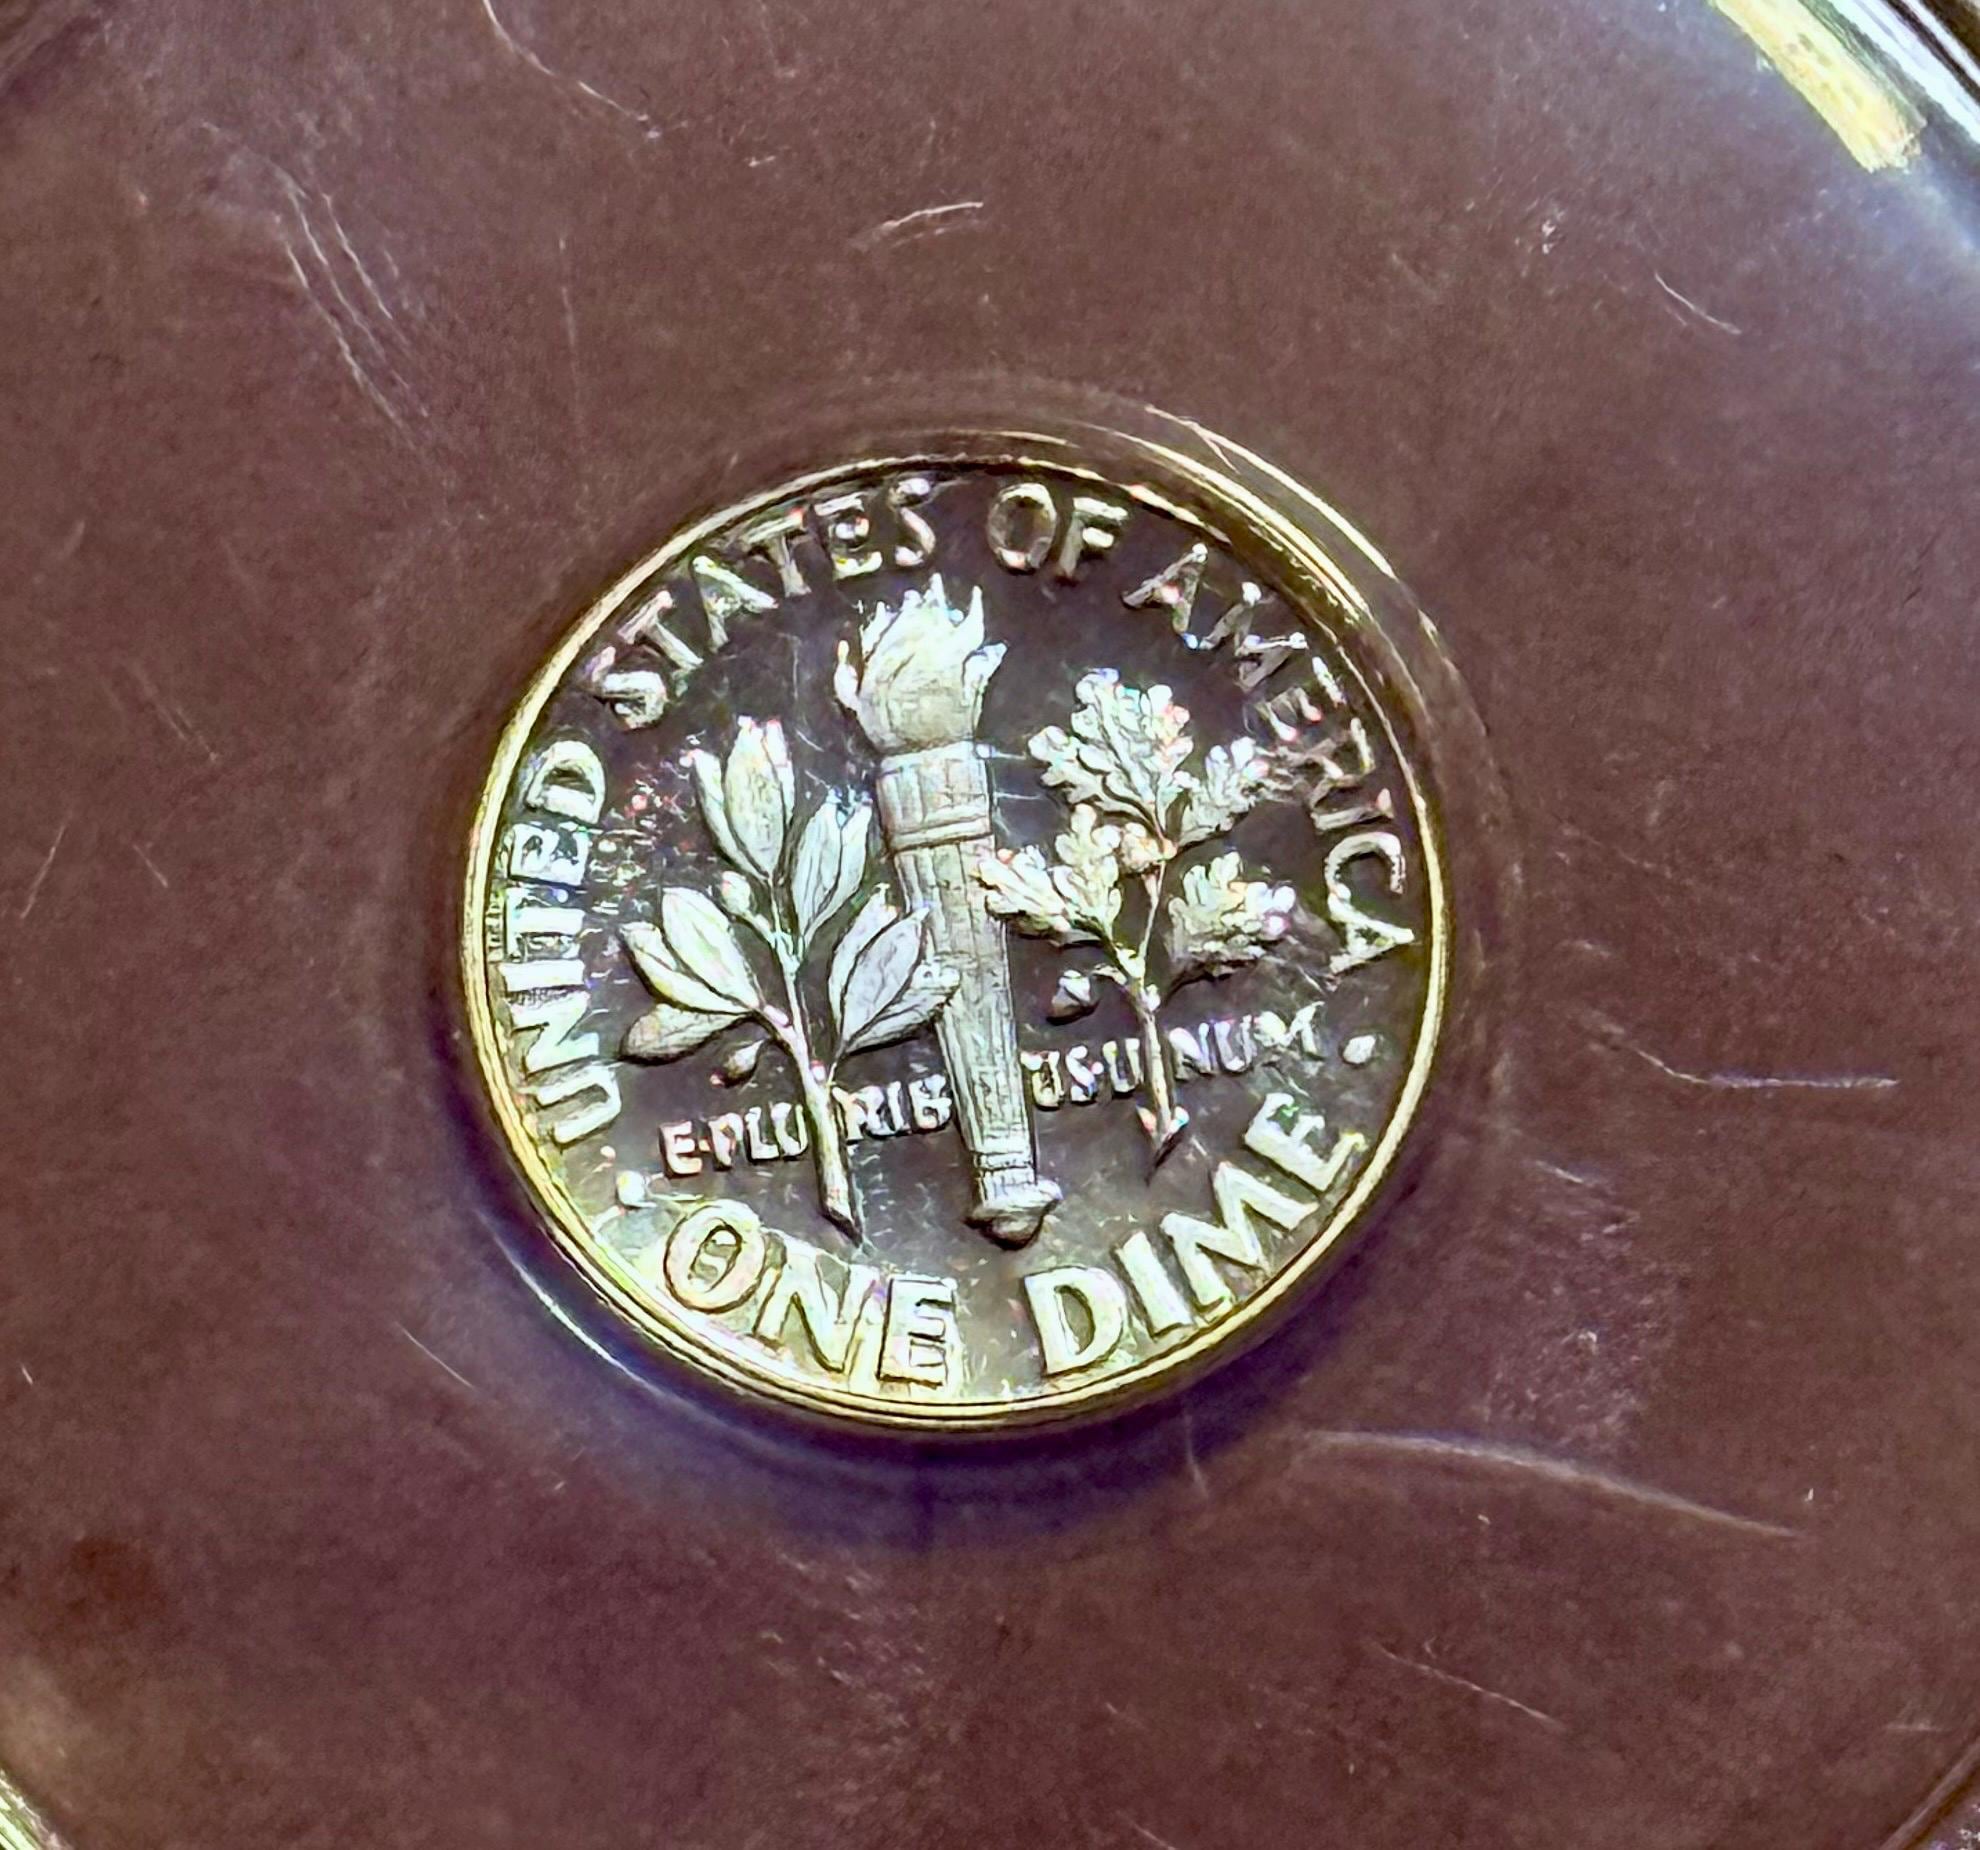 UNITED STATES OF AMERICA
E·PLURIBUS·UNUM
· ONE DIME ·